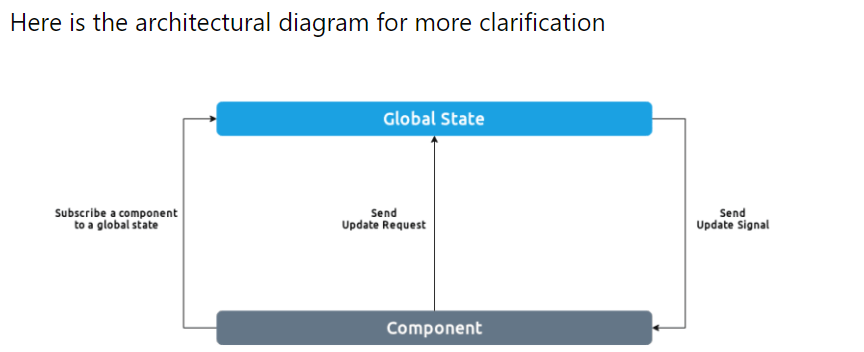 Here is the architectural diagram for more clarification
Global State
Subscribe a component
to a global state
Send
Update Request
Send
Update Signal
Component